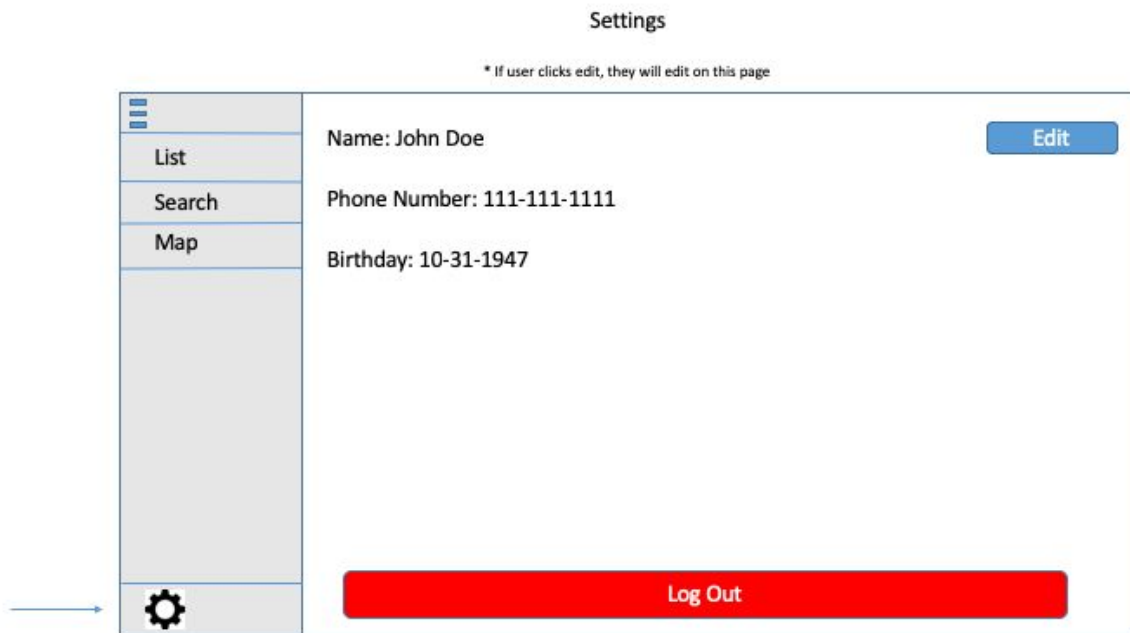 Settings
* If user clicks edit, they will edit on this page
List
Search
Map
Name: John Doe
Edit
Phone Number: 111-111-1111
Birthday: 10-31-1947
Log Out